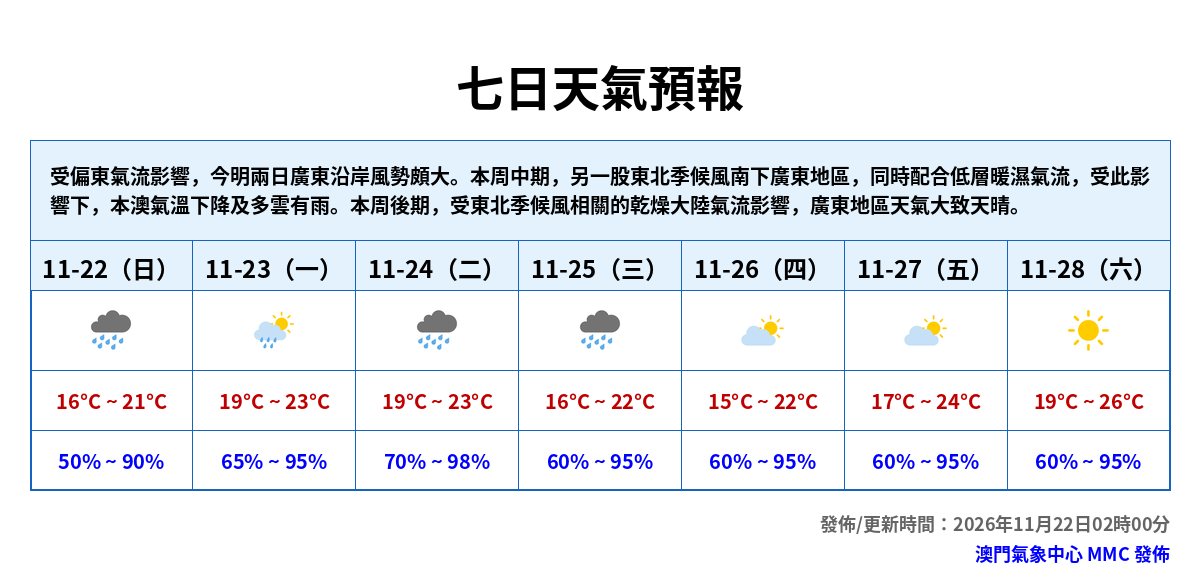 七日天氣預報
受偏東氣流影響，今明兩日廣東沿岸風勢頗大。本周中期，另一股東北季候風南下廣東地區，同時配合低層暖濕氣流，受此影
響下，本澳氣溫下降及多雲有雨。本周後期，受東北季候風相關的乾燥大陸氣流影響，廣東地區天氣大致天晴。
11-22（日） 11-23（一） 11-24（二） 11-25（三） 11-26（四） 11-27（五） 11-28（六）
16°C ~ 21°C 19°C ~ 23°C 19°C ~ 23°C 16°C ~ 22°C 15°C ~ 22°C 17°C ~ 24°C 19°C ~ 26°C
50% ~ 90% 65% ~ 95% 70% ~ 98% 60% ~ 95% 60% ~ 95% 60% ~ 95% 60% ~ 95%
發佈/更新時間：2026年11月22日02時00分
澳門氣象中心 MMC 發佈